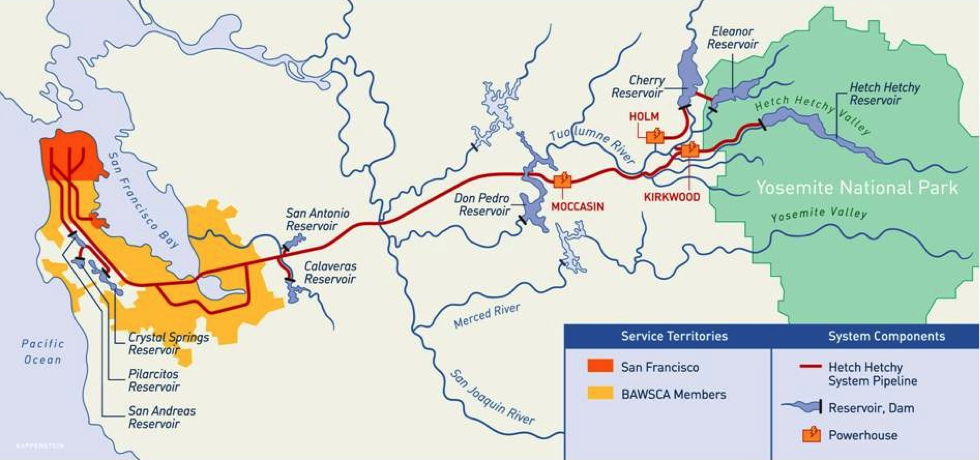 Eleanor
Reservoir
Cherry
Reservoir
Hetch Hetchy
Reservoir
Hetch Hetchy Valley
HOLM
Tuolumne River
KIRKWOOD
Yosemite National Park
Yosemite Valley
Don Pedro
Reservoir
MOCCASIN
San Francisco Bay
San Antonio
Reservoir
Calaveras
Reservoir
Merced River
San Joaquin River
Pacific
Ocean
Crystal Springs
Reservoir
Pilarcitos
Reservoir
San Andreas
Reservoir
Service Territories
San Francisco
BAWSCA Members
System Components
Hetch Hetchy
System Pipeline
Reservoir, Dam
Powerhouse